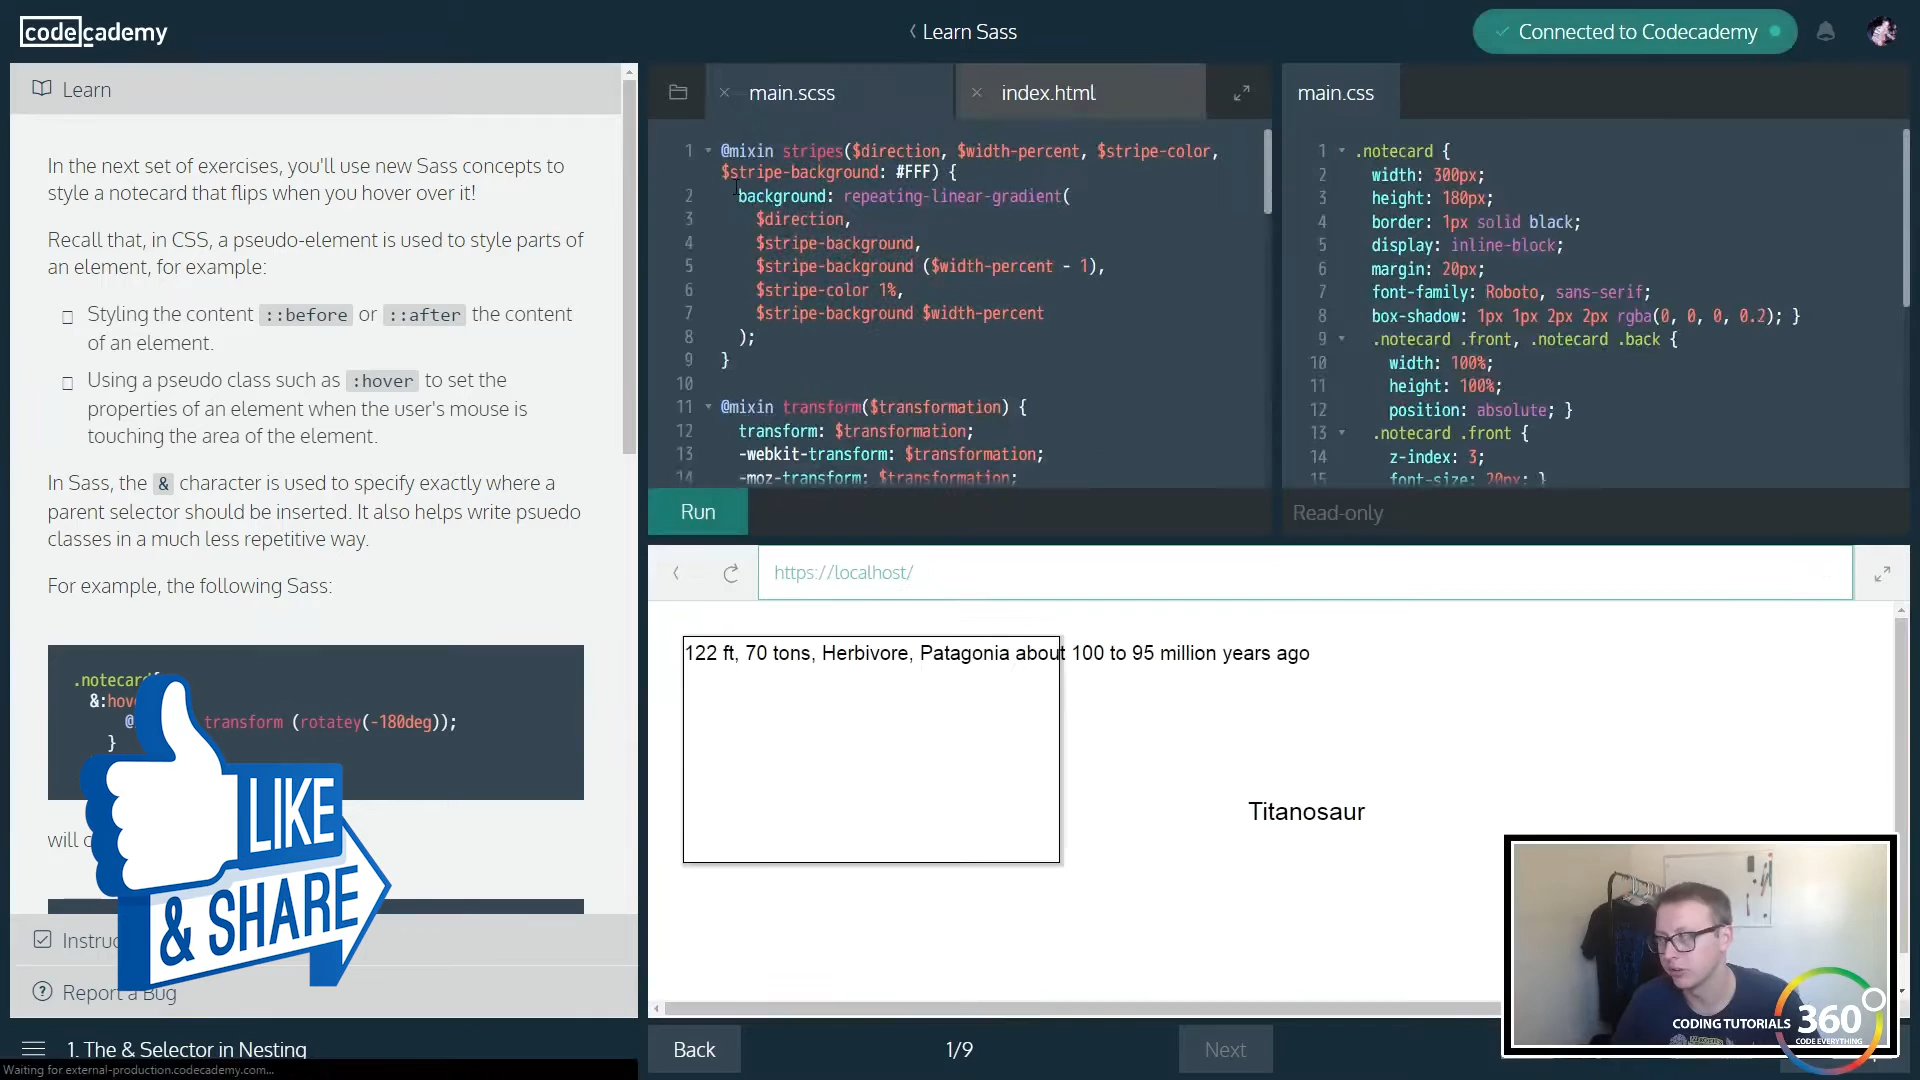 codecademy
Learn Sass
Connected to Codecademy
Learn
In the next set of exercises, you'll use new Sass concepts to
style a notecard that flips when you hover over it!
Recall that, in CSS, a pseudo-element is used to style parts of
an element, for example:
Styling the content ::before or ::after the content
of an element.
Using a pseudo class such as :hover to set the
properties of an element when the user's mouse is
touching the area of the element.
In Sass, the & character is used to specify exactly where a
parent selector should be inserted. It also helps write psuedo
classes in a much less repetitive way.
For example, the following Sass:
.notecard
&:hov
@ transform (rotatey(-180deg));
}
will c
LIKE
& SHARE
Instruc
Report a Bug
1. The & Selector in Nesting
Waiting for external-production.codecademy.com...
main.scss
index.html
1 @mixin stripes($direction, $width-percent, $stripe-color,
$stripe-background: #FFF) {
2 background: repeating-linear-gradient(
3 $direction,
4 $stripe-background,
5 $stripe-background ($width-percent - 1),
6 $stripe-color 1%,
7 $stripe-background $width-percent
8 );
9 }
10
11 @mixin transform($transformation) {
12 transform: $transformation;
13 -webkit-transform: $transformation;
14 -moz-transform: $transformation;
Run
main.css
1 .notecard {
2 width: 300px;
3 height: 180px;
4 border: 1px solid black;
5 display: inline-block;
6 margin: 20px;
7 font-family: Roboto, sans-serif;
8 box-shadow: 1px 1px 2px 2px rgba(0, 0, 0, 0.2); }
9 .notecard .front, .notecard .back {
10 width: 100%;
11 height: 100%;
12 position: absolute; }
13 .notecard .front {
14 z-index: 3;
15 font-size: 20px; }
Read-only
https://localhost/
122 ft, 70 tons, Herbivore, Patagonia about 100 to 95 million years ago
Titanosaur
CODING TUTORIALS 360
CODE EVERYTHING
Back
1/9
Next